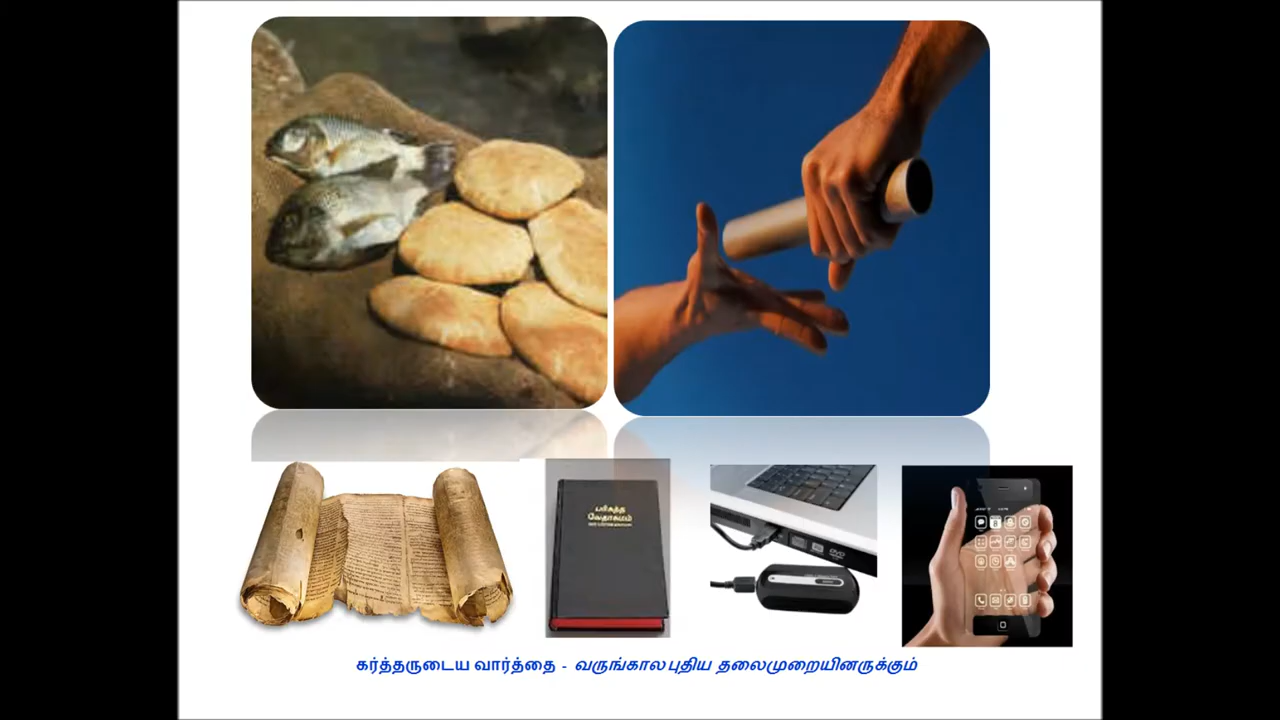 பரிசுத்த
வேதாகமம்
கர்த்தருடைய வார்த்தை - வருங்கால புதிய தலைமுறையினருக்கும்